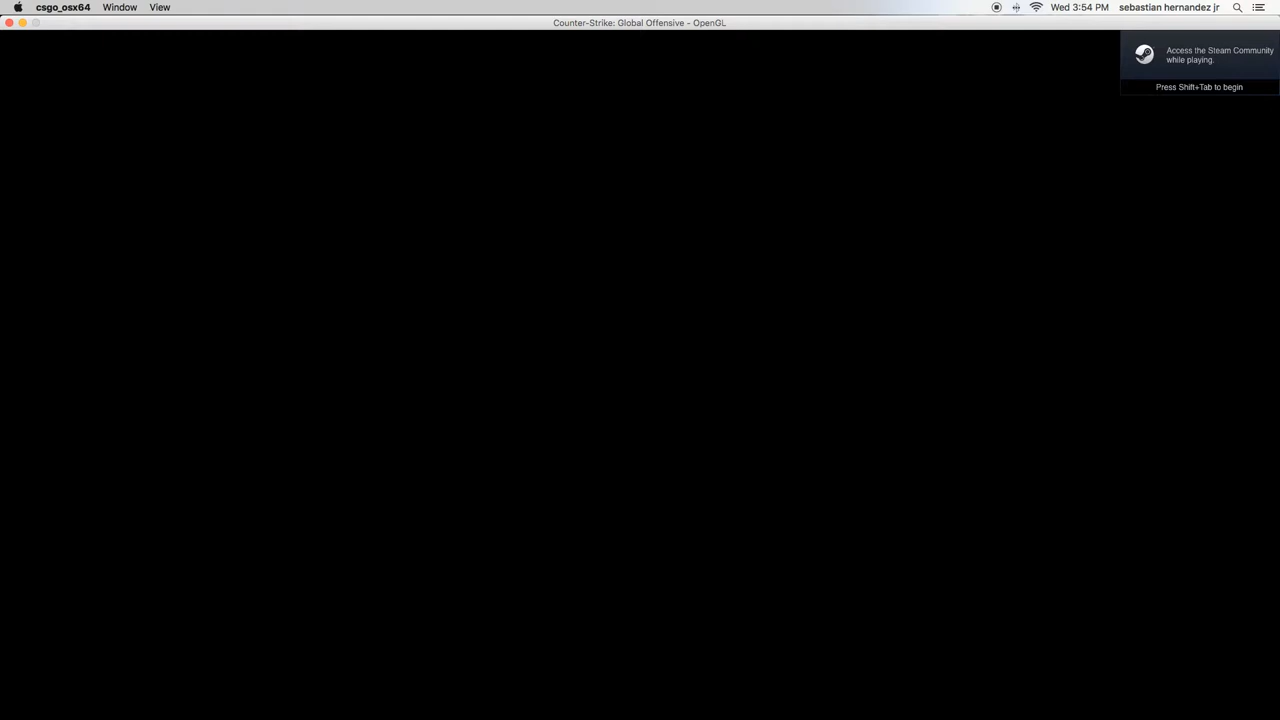 csgo_osx64 Window View Wed 3:54 PM sebastian hernandez jr
Counter-Strike: Global Offensive - OpenGL
Access the Steam Community
while playing.
Press Shift+Tab to begin